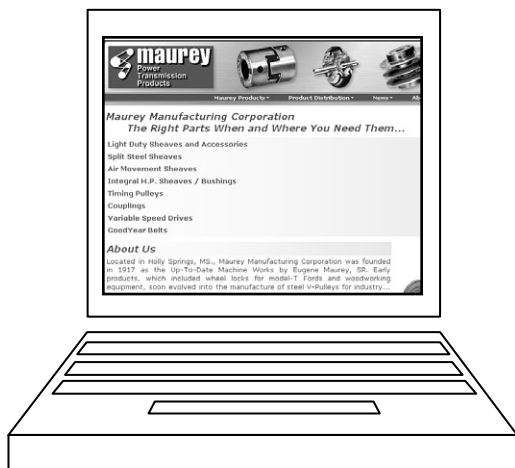 maurey
Power
Transmission
Products
Maurey Products Product Distribution News Ab
Maurey Manufacturing Corporation
The Right Parts When and Where You Need Them...
Light Duty Sheaves and Accessories
Split Steel Sheaves
Air Movement Sheaves
Integral H.P. Sheaves / Bushings
Timing Pulleys
Couplings
Variable Speed Drives
GoodYear Belts
About Us
Located in Holly Springs, MS., Maurey Manufacturing Corporation was founded
in 1917 as the Up-To-Date Machine Works by Eugene Maurey, SR. Early
products, which included wheel locks for model-T Fords and woodworking
equipment, soon evolved into the manufacture of steel V-Pulleys for industry...